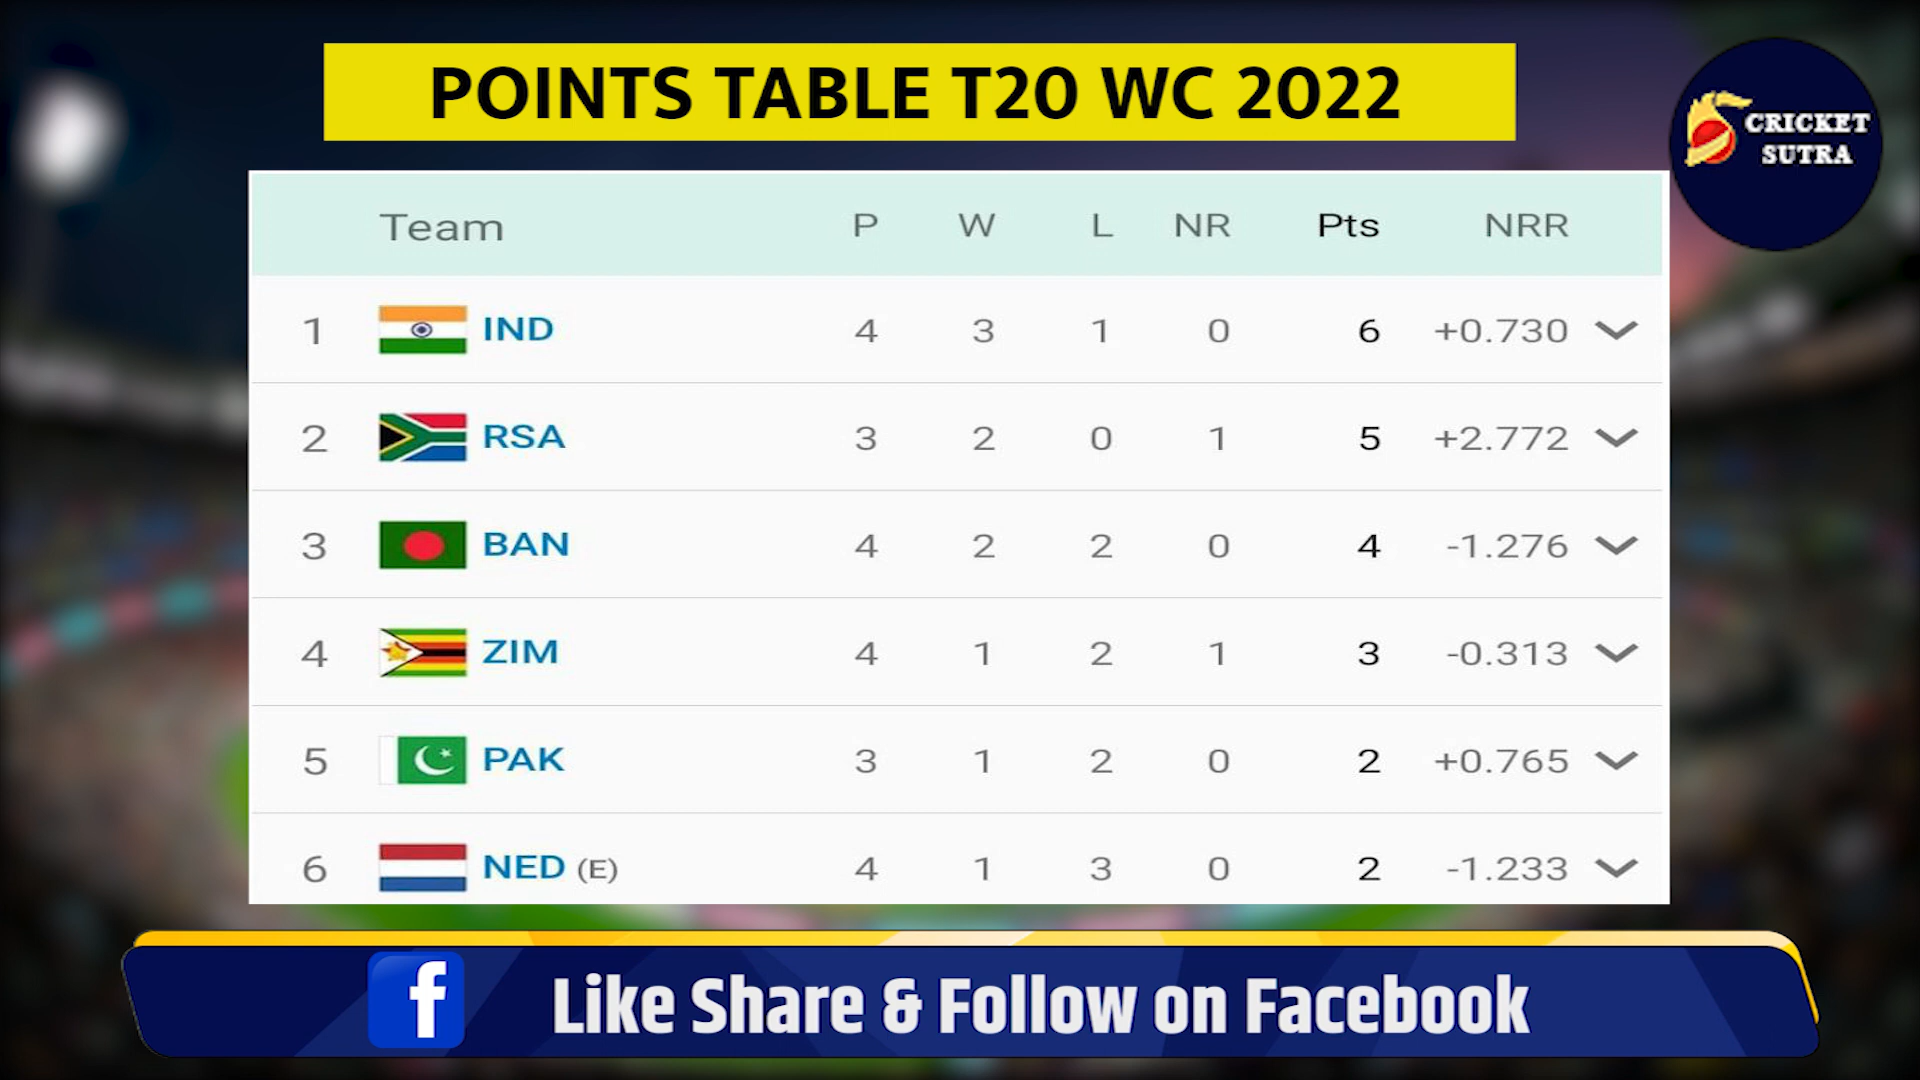 POINTS TABLE T20 WC 2022
CRICKET
SUTRA
Team P W L NR Pts NRR
1 IND 4 3 1 0 6 +0.730
2 RSA 3 2 0 1 5 +2.772
3 BAN 4 2 2 0 4 -1.276
4 ZIM 4 1 2 1 3 -0.313
5 PAK 3 1 2 0 2 +0.765
6 NED (E) 4 1 3 0 2 -1.233
f Like Share & Follow on Facebook